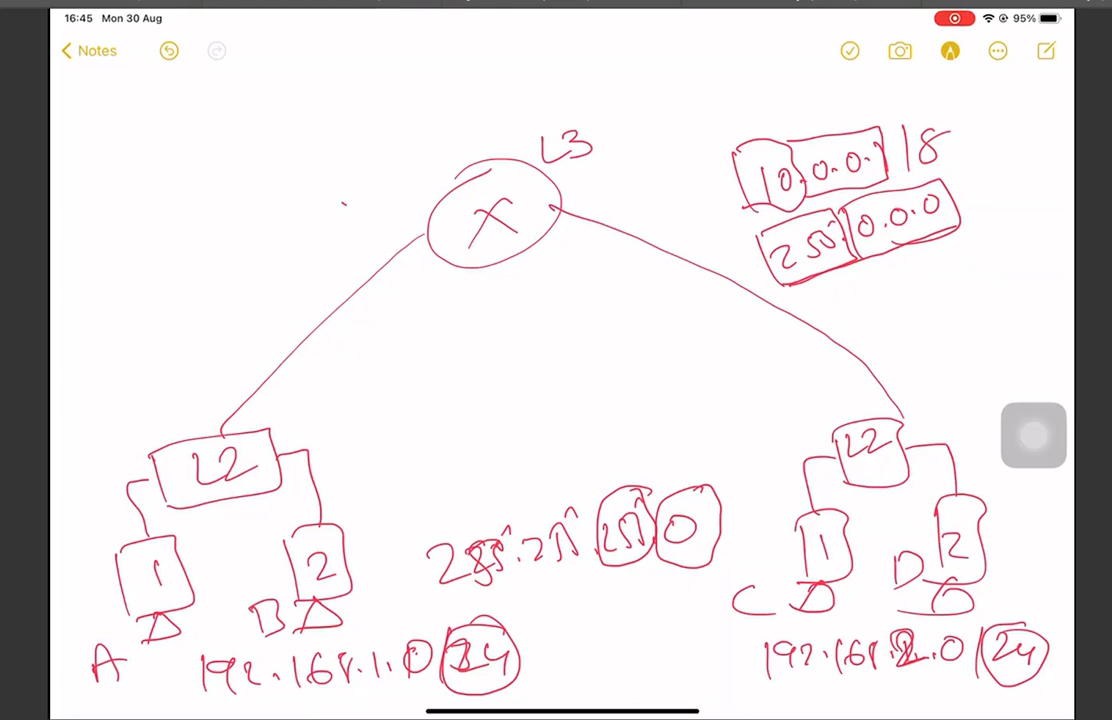 16:45 Mon 30 Aug 95%
Notes
L3
X
10.0.0. /8
255.0.0.0
L2
L2
1
2
255.255.255.0
1
2
A
B
C
D
192.168.1.0/24
192.168.2.0/24